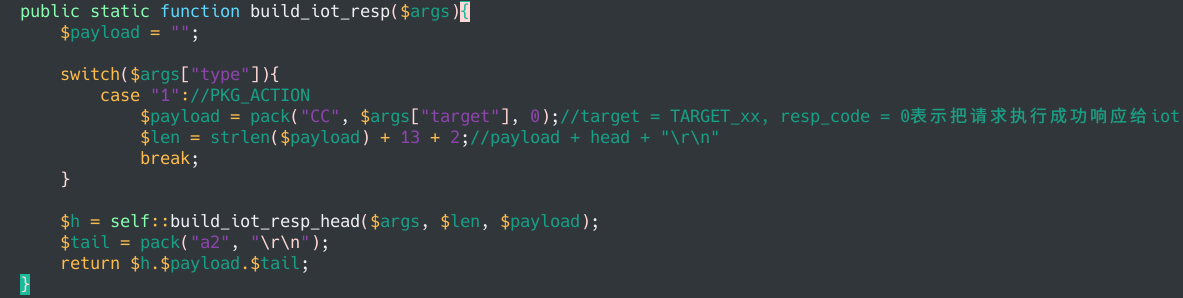 public static function build_iot_resp($args){
    $payload = "";

    switch($args["type"]){
        case "1"://PKG_ACTION
            $payload = pack("CC", $args["target"], 0);//target = TARGET_xx, resp_code = 0表示把请求执行成功响应给iot
            $len = strlen($payload) + 13 + 2;//payload + head + "\r\n"
            break;
    }

    $h = self::build_iot_resp_head($args, $len, $payload);
    $tail = pack("a2", "\r\n");
    return $h.$payload.$tail;
}